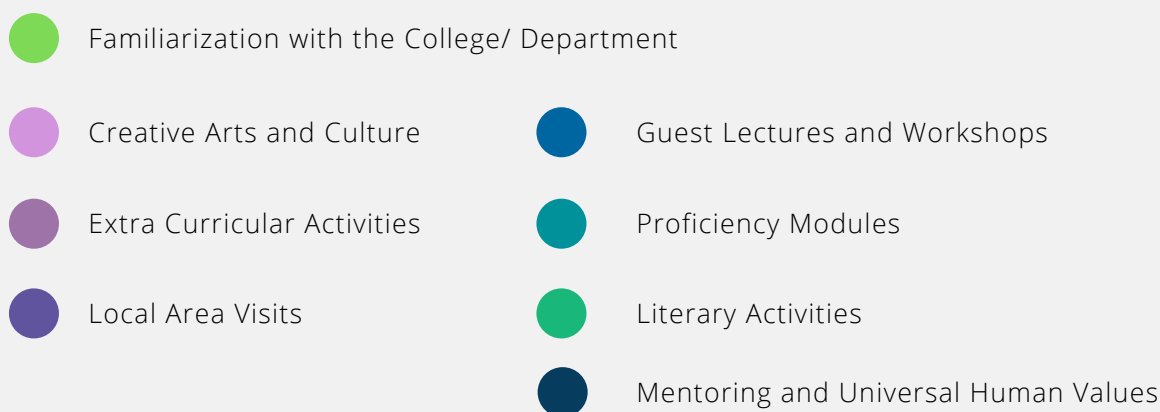 Familiarization with the College/ Department
Creative Arts and Culture
Guest Lectures and Workshops
Extra Curricular Activities
Proficiency Modules
Local Area Visits
Literary Activities
Mentoring and Universal Human Values